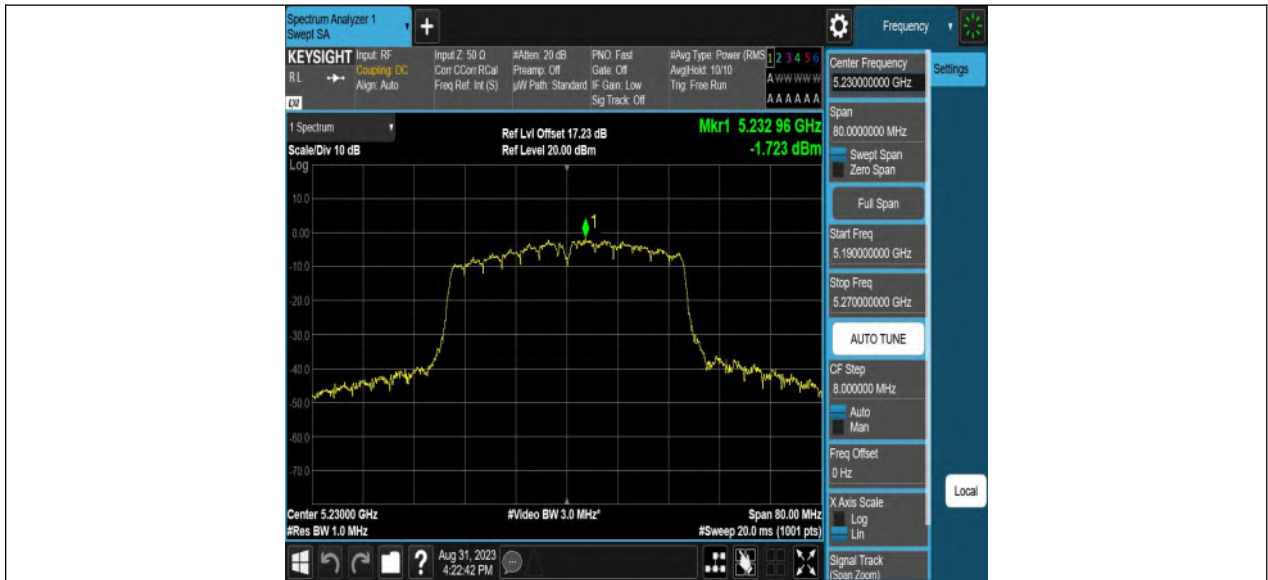 Spectrum Analyzer 1
Swept SA
+
Frequency
KEYSIGHT
RL
LXI
Input: RF
Coupling: DC
Align: Auto
Input Z: 50 Ω
Corr CCorr RCal
Freq Ref: Int (S)
#Atten: 20 dB
Preamp: Off
µW Path: Standard
PNO: Fast
Gate: Off
IF Gain: Low
Sig Track: Off
#Avg Type: Power (RMS
Avg|Hold: 10/10
Trig: Free Run
1 2 3 4 5 6
A W W W W W
A A A A A A
1 Spectrum
Scale/Div 10 dB
Log
Ref Lvl Offset 17.23 dB
Ref Level 20.00 dBm
Mkr1 5.232 96 GHz
-1.723 dBm
10.0
0.00
-10.0
-20.0
-30.0
-40.0
-50.0
-60.0
-70.0
1
Center 5.23000 GHz
#Res BW 1.0 MHz
#Video BW 3.0 MHz*
Span 80.00 MHz
#Sweep 20.0 ms (1001 pts)
?
Aug 31, 2023
4:22:42 PM
Center Frequency
5.230000000 GHz
Span
80.0000000 MHz
Swept Span
Zero Span
Full Span
Start Freq
5.190000000 GHz
Stop Freq
5.270000000 GHz
AUTO TUNE
CF Step
8.000000 MHz
Auto
Man
Freq Offset
0 Hz
X Axis Scale
Log
Lin
Signal Track
(Span Zoom)
Settings
Local